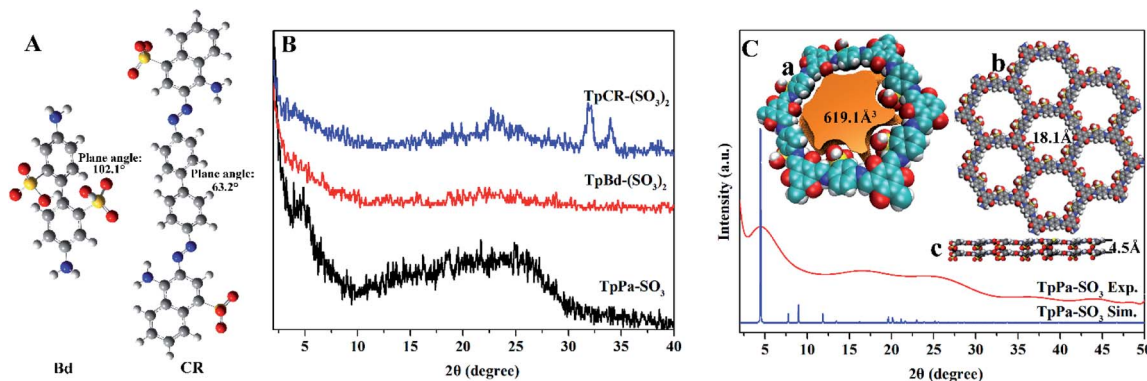 A
CR
Plane angle:
102.1°
Plane angle:
63.2°
Bd
CR
B
TpCR-(SO₃)₂
TpBd-(SO₃)₂
TpPa-SO₃
5 10 15 20 25 30 35 40
2θ (degree)
C
a
619.1Å³
b
18.1Å
c
4.5Å
Intensity (a.u.)
TpPa-SO₃ Exp.
TpPa-SO₃ Sim.
5 10 15 20 25 30 35 40 45 50
2θ (degree)